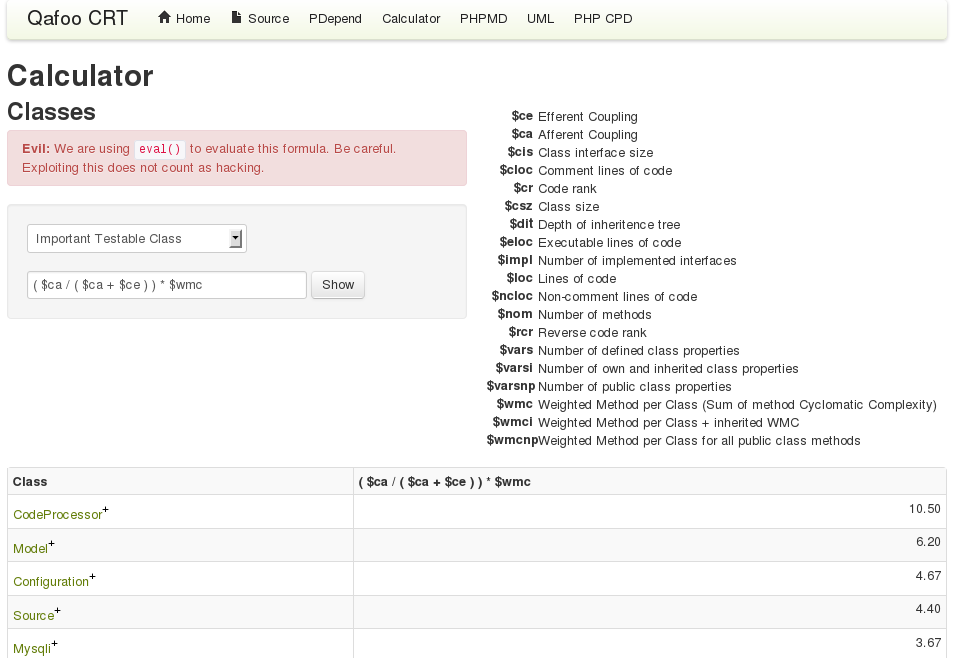 Qafoo CRT Home Source PDepend Calculator PHPMD UML PHP CPD
Calculator
Classes
Evil: We are using eval() to evaluate this formula. Be careful.
Exploiting this does not count as hacking.
Important Testable Class
( $ca / ( $ca + $ce ) ) * $wmc Show
$ce Efferent Coupling
$ca Afferent Coupling
$cis Class interface size
$cloc Comment lines of code
$cr Code rank
$csz Class size
$dit Depth of inheritence tree
$eloc Executable lines of code
$impl Number of implemented interfaces
$loc Lines of code
$ncloc Non-comment lines of code
$nom Number of methods
$rcr Reverse code rank
$vars Number of defined class properties
$varsi Number of own and inherited class properties
$varsnp Number of public class properties
$wmc Weighted Method per Class (Sum of method Cyclomatic Complexity)
$wmci Weighted Method per Class + inherited WMC
$wmcnp Weighted Method per Class for all public class methods
Class ( $ca / ( $ca + $ce ) ) * $wmc
CodeProcessor+ 10.50
Model+ 6.20
Configuration+ 4.67
Source+ 4.40
Mysqli+ 3.67